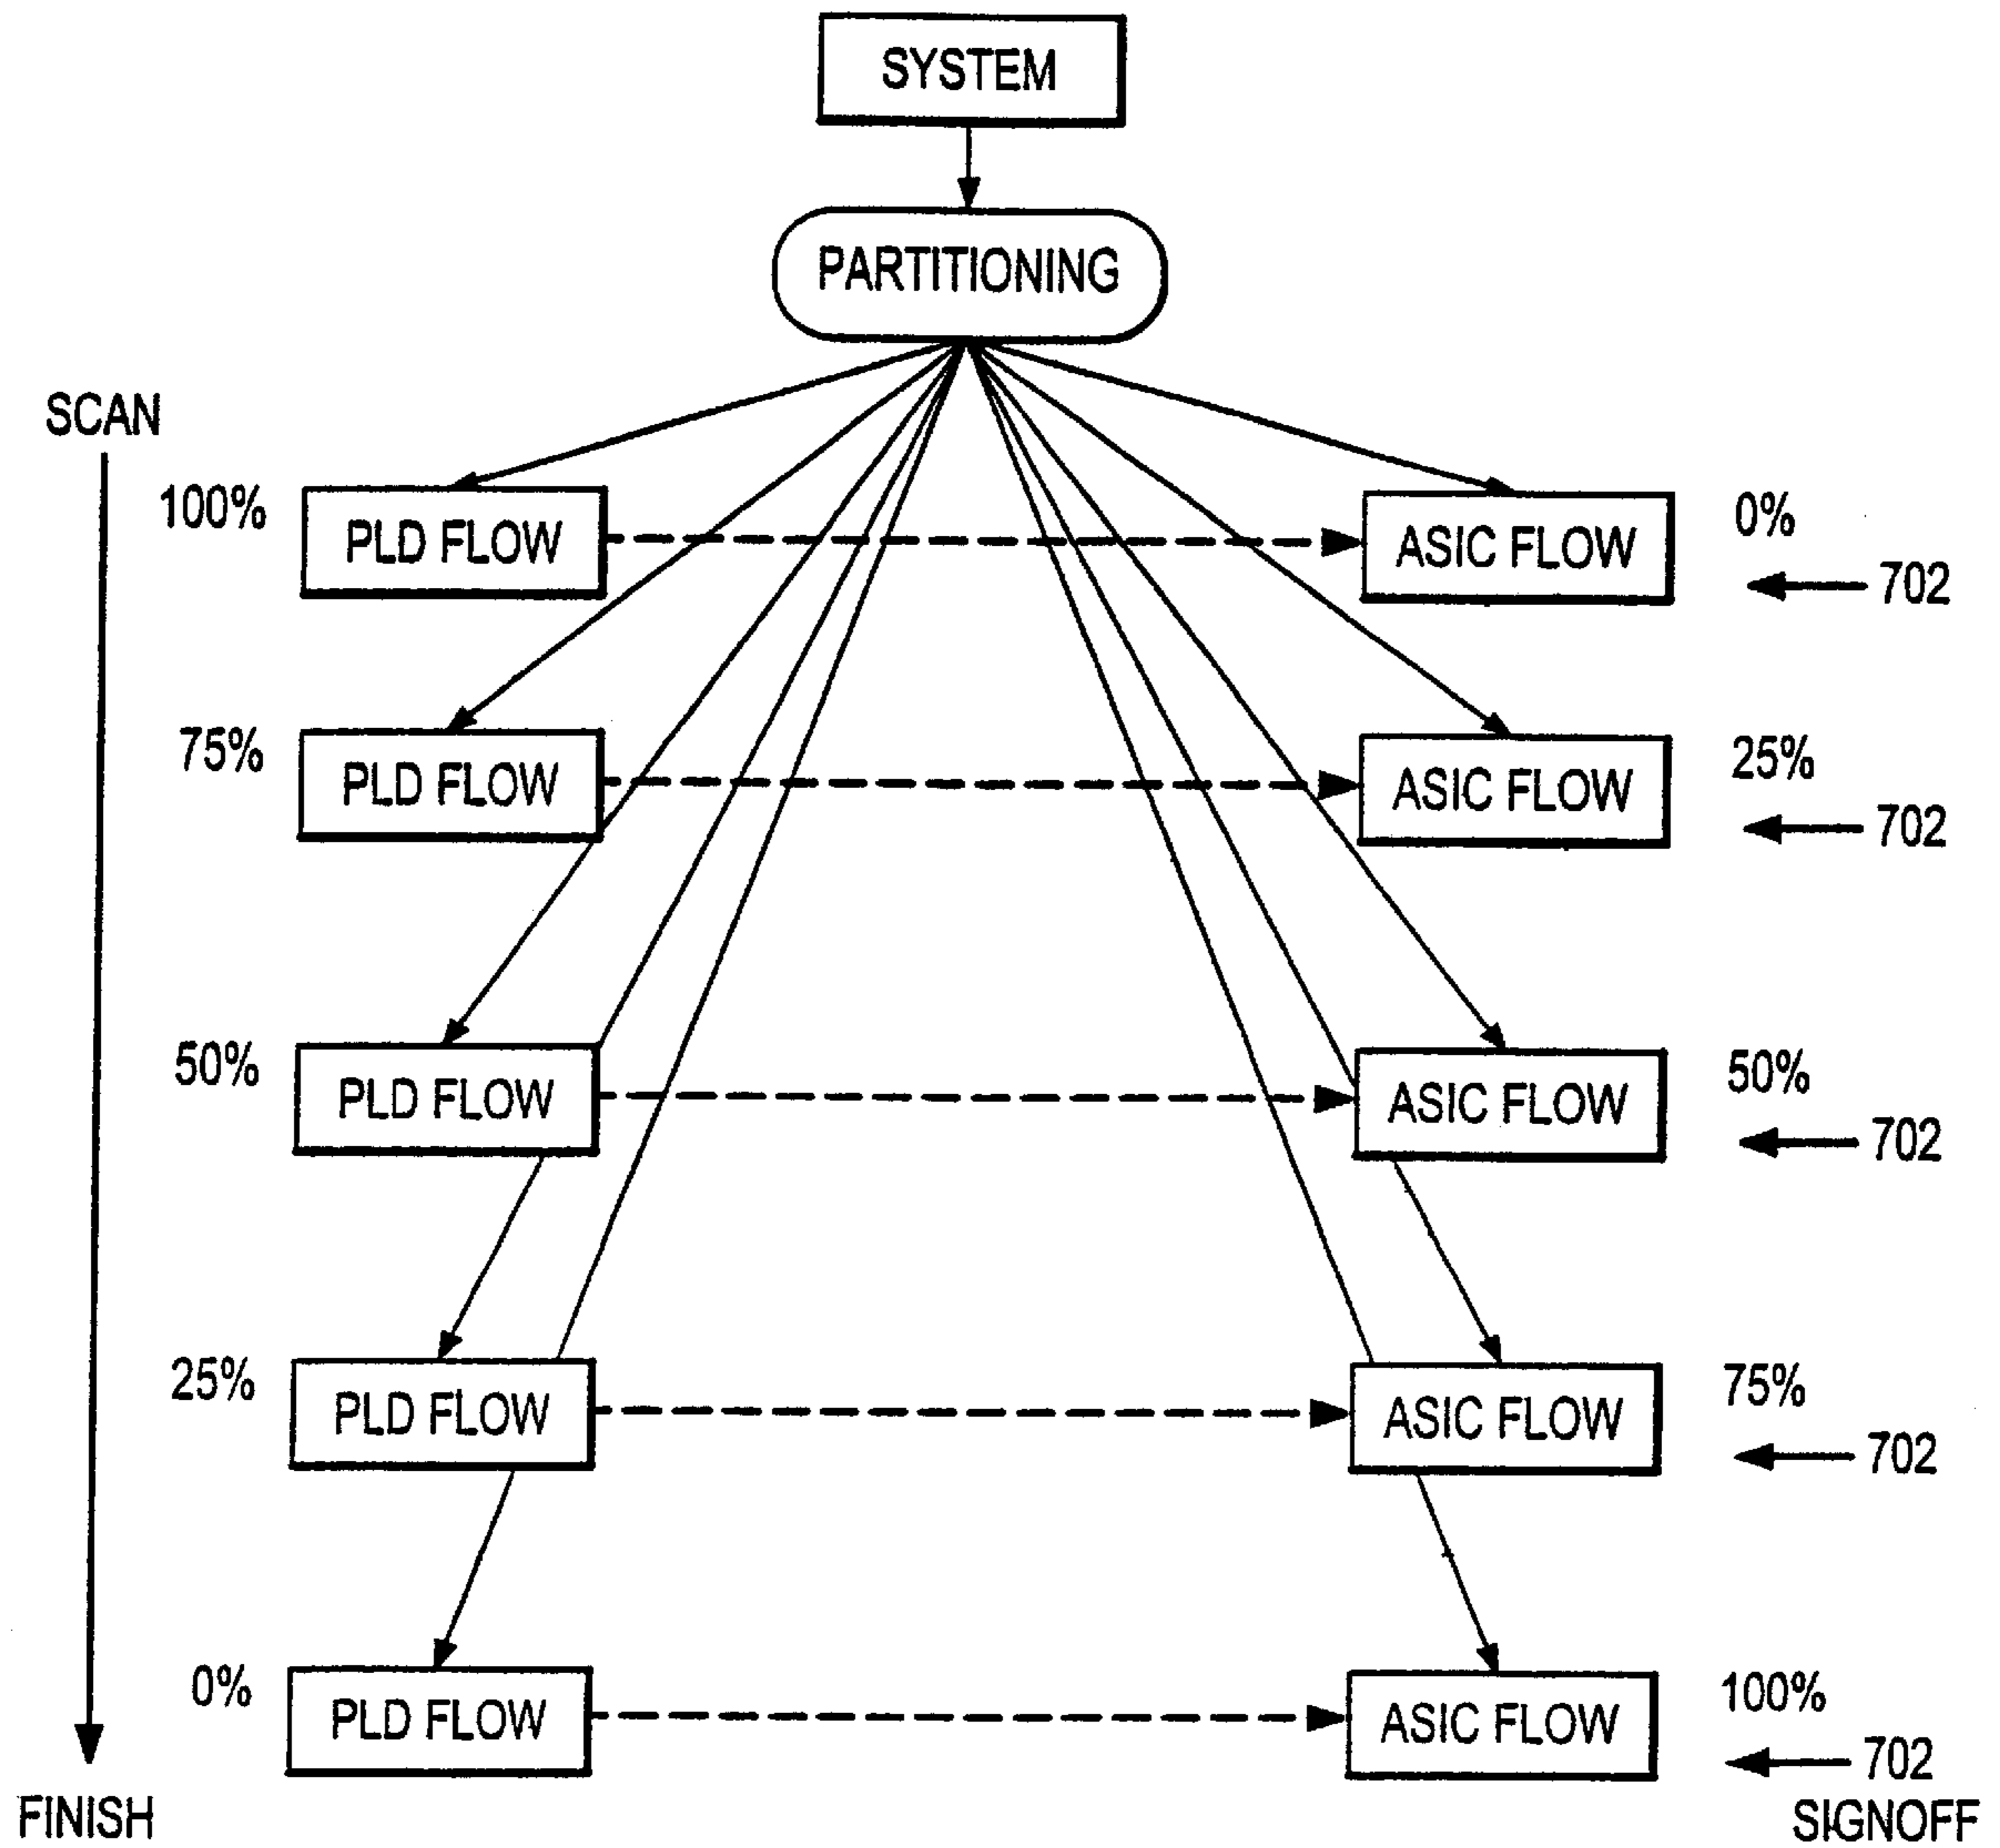 SYSTEM
PARTITIONING
SCAN
100%
PLD FLOW
ASIC FLOW
0%
702
75%
PLD FLOW
ASIC FLOW
25%
702
50%
PLD FLOW
ASIC FLOW
50%
702
25%
PLD FLOW
ASIC FLOW
75%
702
0%
PLD FLOW
ASIC FLOW
100%
702
FINISH
SIGNOFF